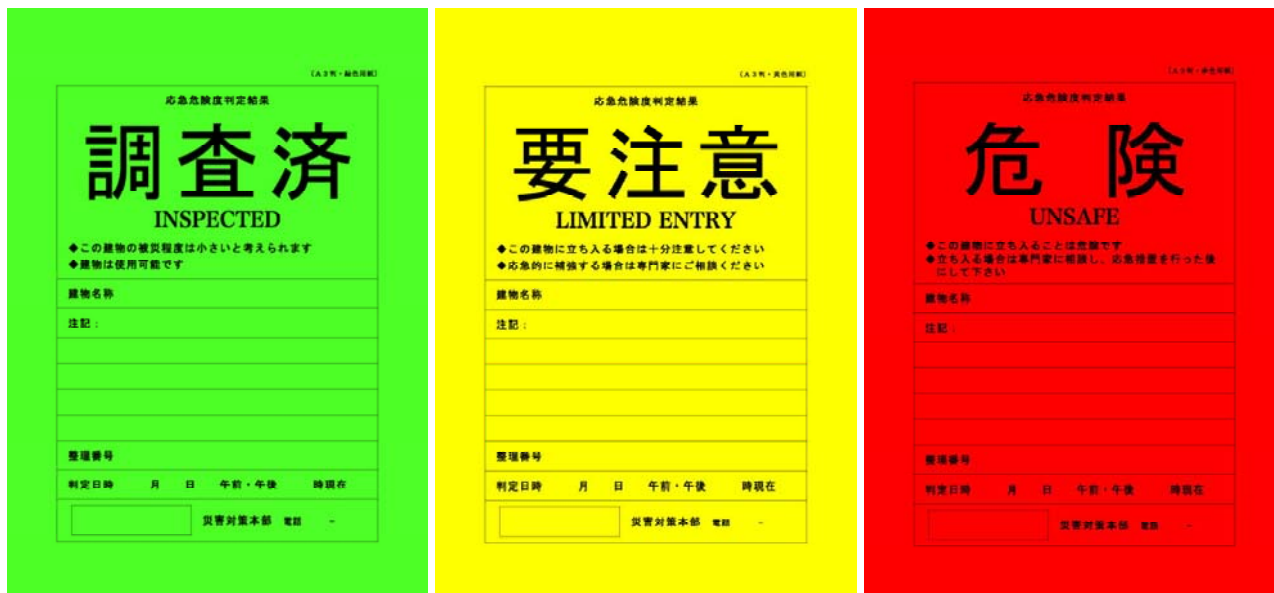 (A3判・緑色用紙)
応急危険度判定結果
調査済
INSPECTED
◆この建物の被災程度は小さいと考えられます
◆建物は使用可能です
建物名称
注記：
整理番号
判定日時 月 日 午前・午後 時現在
災害対策本部 電話 －
(A3判・黄色用紙)
応急危険度判定結果
要注意
LIMITED ENTRY
◆この建物に立ち入る場合は十分注意してください
◆応急的に補強する場合は専門家にご相談ください
建物名称
注記：
整理番号
判定日時 月 日 午前・午後 時現在
災害対策本部 電話 －
(A3判・赤色用紙)
応急危険度判定結果
危険
UNSAFE
◆この建物に立ち入ることは危険です
◆立ち入る場合は専門家に相談し、応急措置を行った後
にして下さい
建物名称
注記：
整理番号
判定日時 月 日 午前・午後 時現在
災害対策本部 電話 －